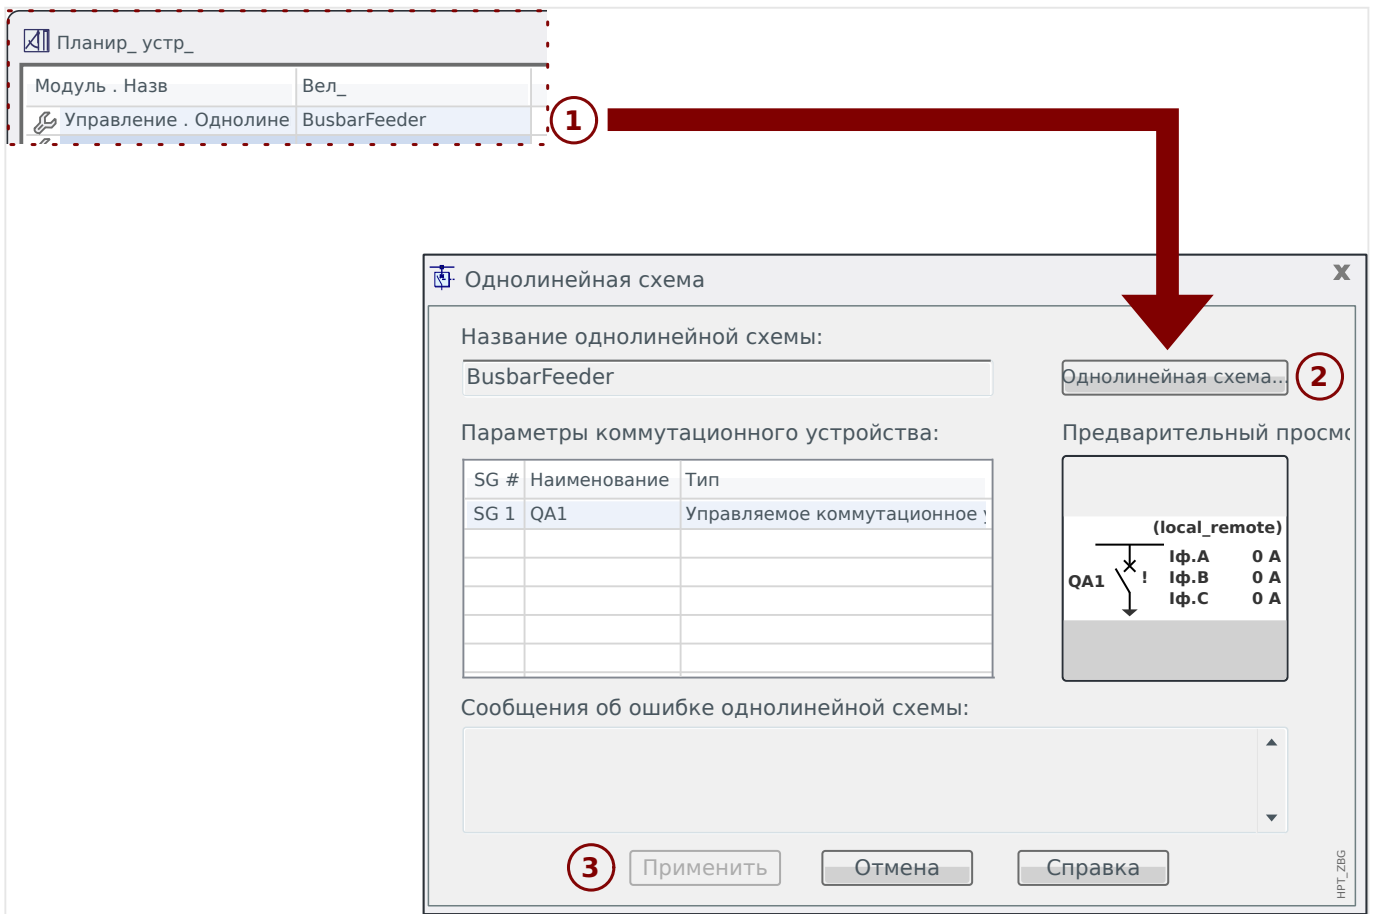 Планир_ устр_
Модуль . Назв Вел_
Управление . Однолине BusbarFeeder
1
Однолинейная схема X
Название однолинейной схемы:
BusbarFeeder Однолинейная схема... 2
Параметры коммутационного устройства: Предварительный просмо
SG # Наименование Тип
SG 1 QA1 Управляемое коммутационное
(local_remote)
Iф.A 0 A
QA1 ! Iф.B 0 A
Iф.C 0 A
Сообщения об ошибке однолинейной схемы:
3 Применить Отмена Справка
HPT_ZBG